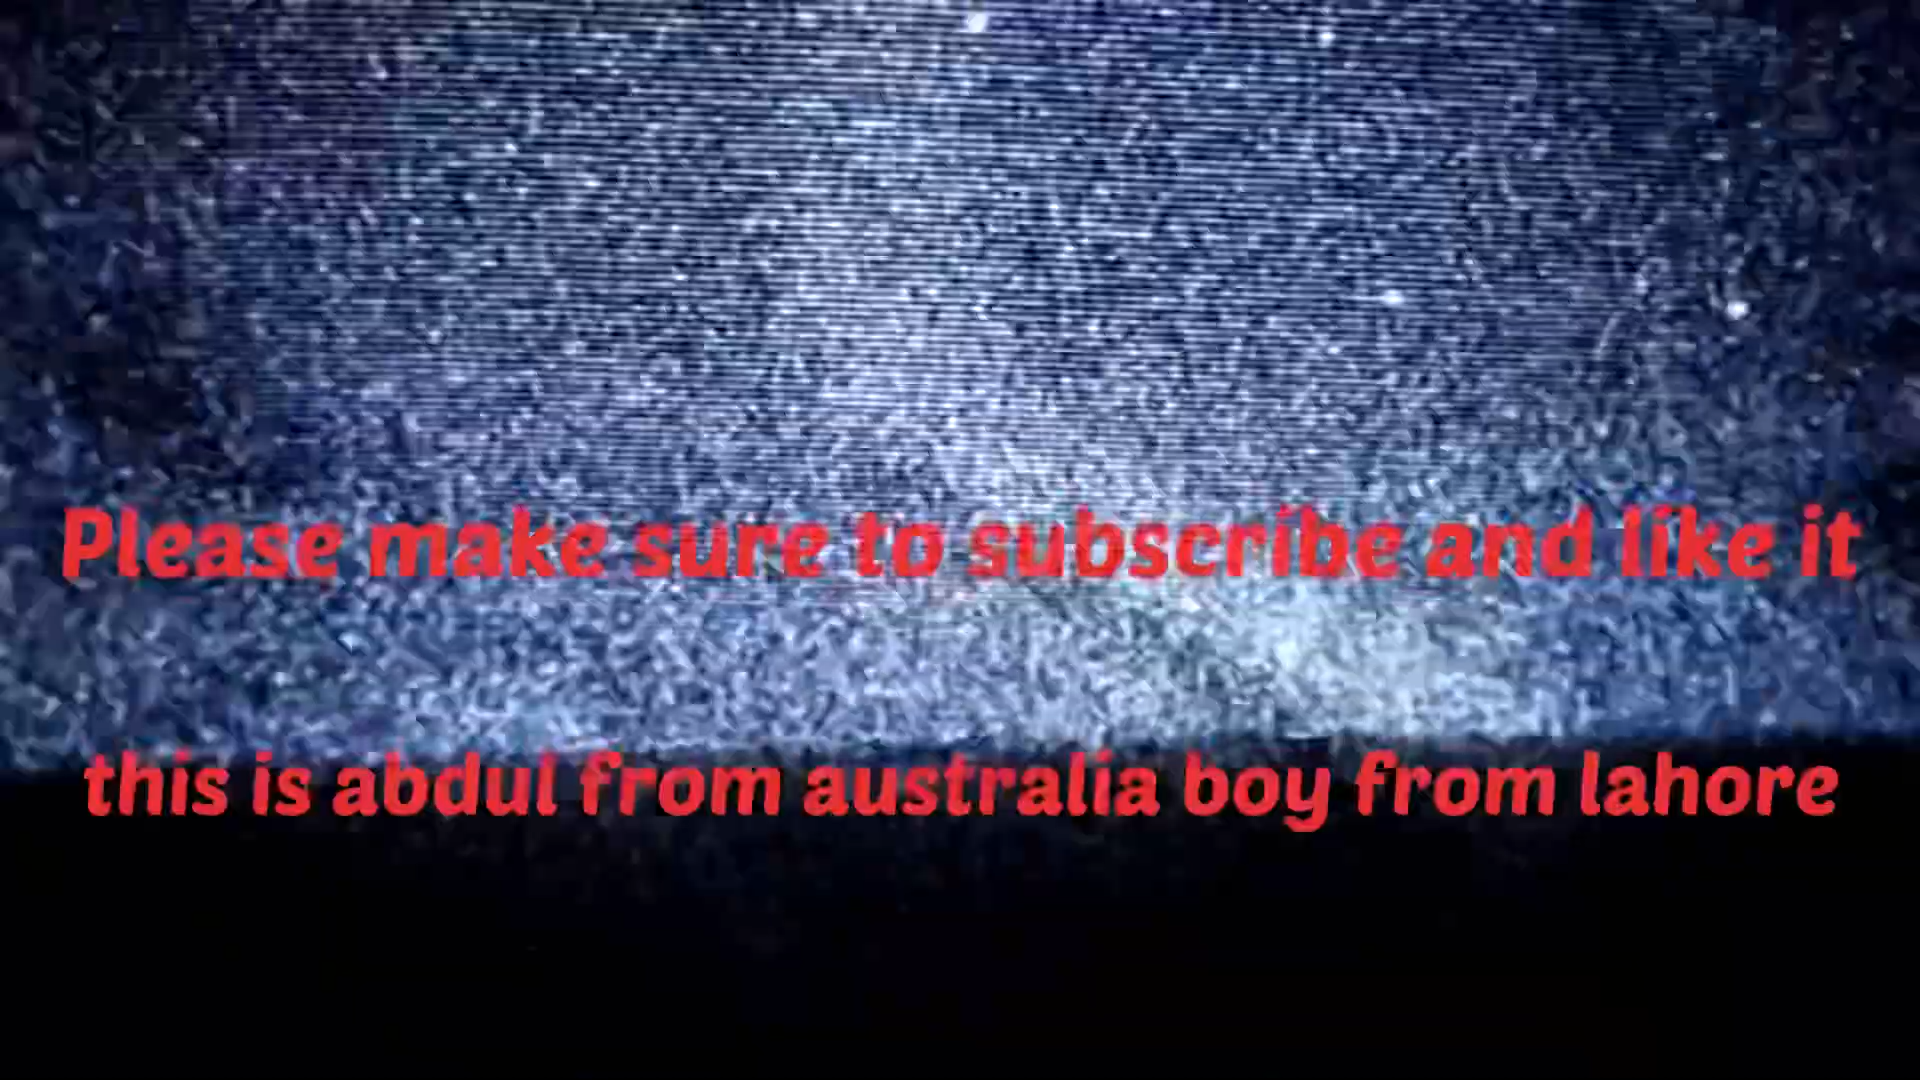 Please make sure to subscribe and like it
this is abdul from australia boy from lahore